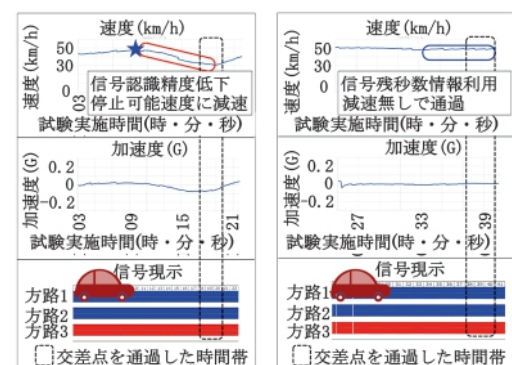 速度 (km/h)
速度(km/h)
50
30
0
信号認識精度低下
停止可能速度に減速
03
試験実施時間(時・分・秒)
加速度(G)
加速度(G)
0.2
0
-0.2
03
09
15
21
試験実施時間(時・分・秒)
信号現示
方路1
方路2
方路3
交差点を通過した時間帯
速度 (km/h)
速度(km/h)
50
30
0
信号残秒数情報利用
減速無しで通過
試験実施時間(時・分・秒)
加速度(G)
加速度(G)
0.2
0
-0.2
27
33
39
試験実施時間(時・分・秒)
信号現示
方路1
方路2
方路3
交差点を通過した時間帯